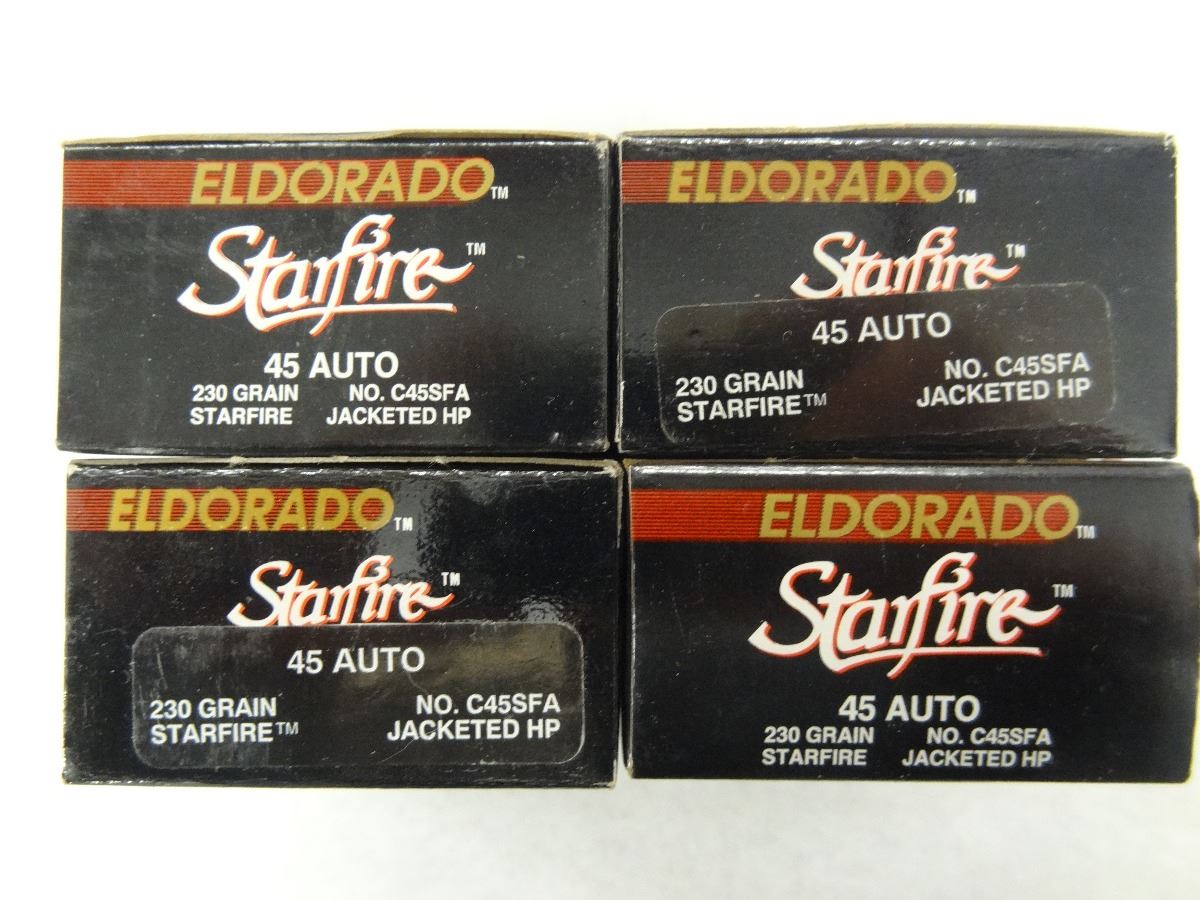 ELDORADO™
Starfire™
45 AUTO
230 GRAIN NO. C45SFA
STARFIRE JACKETED HP
ELDORADO™
Starfire™
45 AUTO
230 GRAIN NO. C45SFA
STARFIRE™ JACKETED HP
ELDORADO™
Starfire™
45 AUTO
230 GRAIN NO. C45SFA
STARFIRE™ JACKETED HP
ELDORADO™
Starfire™
45 AUTO
230 GRAIN NO. C45SFA
STARFIRE JACKETED HP